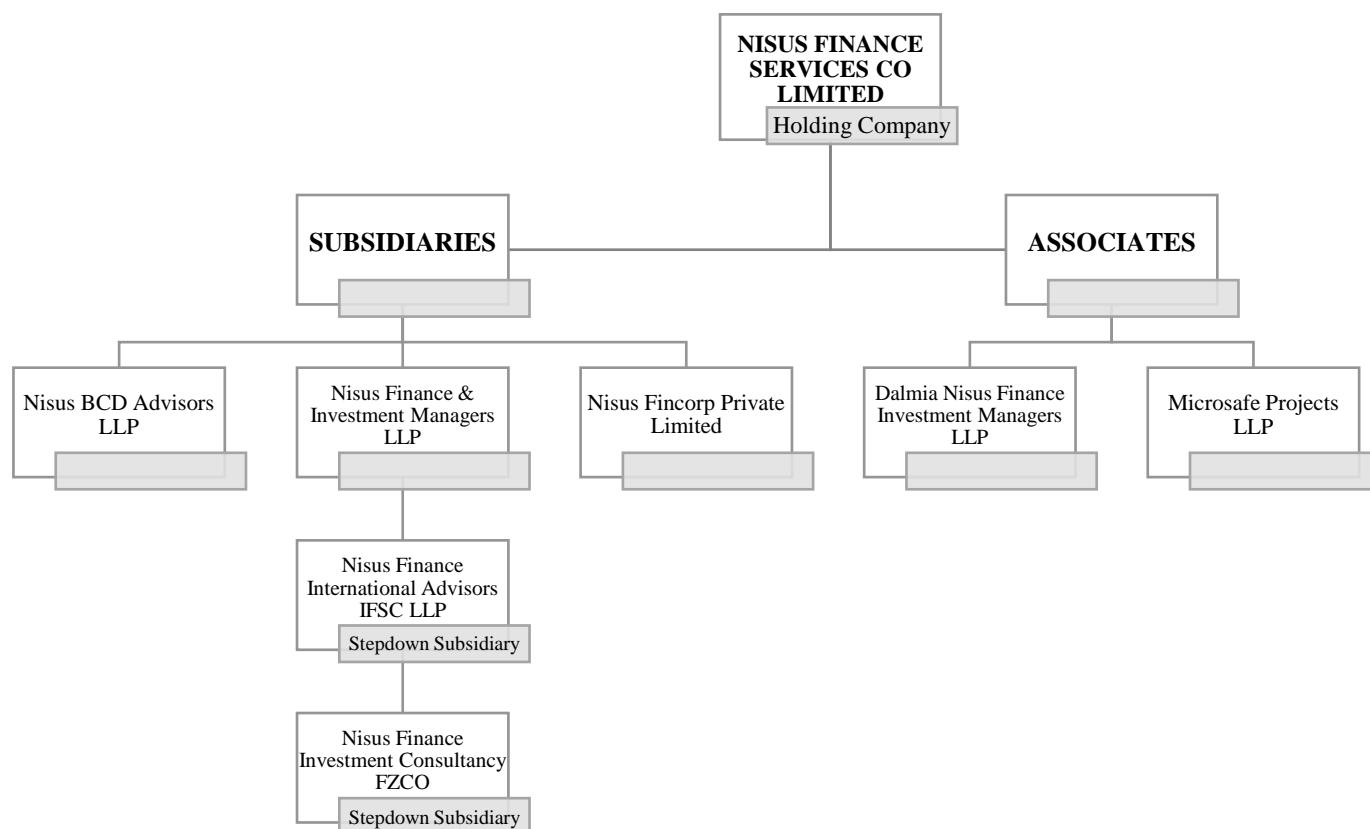 NISUS FINANCE
SERVICES CO
LIMITED
Holding Company
SUBSIDIARIES
ASSOCIATES
Nisus BCD Advisors
LLP
Nisus Finance &
Investment Managers
LLP
Nisus Fincorp Private
Limited
Dalmia Nisus Finance
Investment Managers
LLP
Microsafe Projects
LLP
Nisus Finance
International Advisors
IFSC LLP
Stepdown Subsidiary
Nisus Finance
Investment Consultancy
FZCO
Stepdown Subsidiary